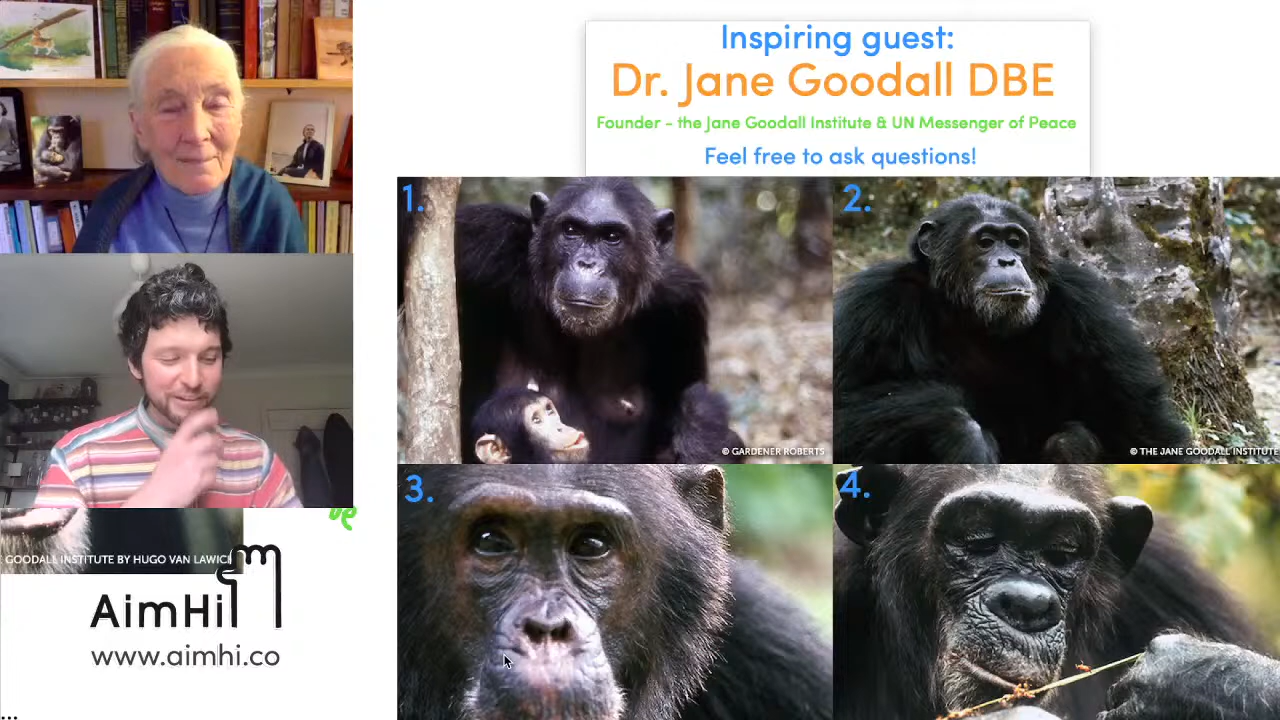 Inspiring guest:
Dr. Jane Goodall DBE
Founder - the Jane Goodall Institute & UN Messenger of Peace
Feel free to ask questions!
1.
2.
© GARDENER ROBERTS
© THE JANE GOODALL INSTITUTE
3.
4.
GOODALL INSTITUTE BY HUGO VAN LAWICK
AimHi
www.aimhi.co
...